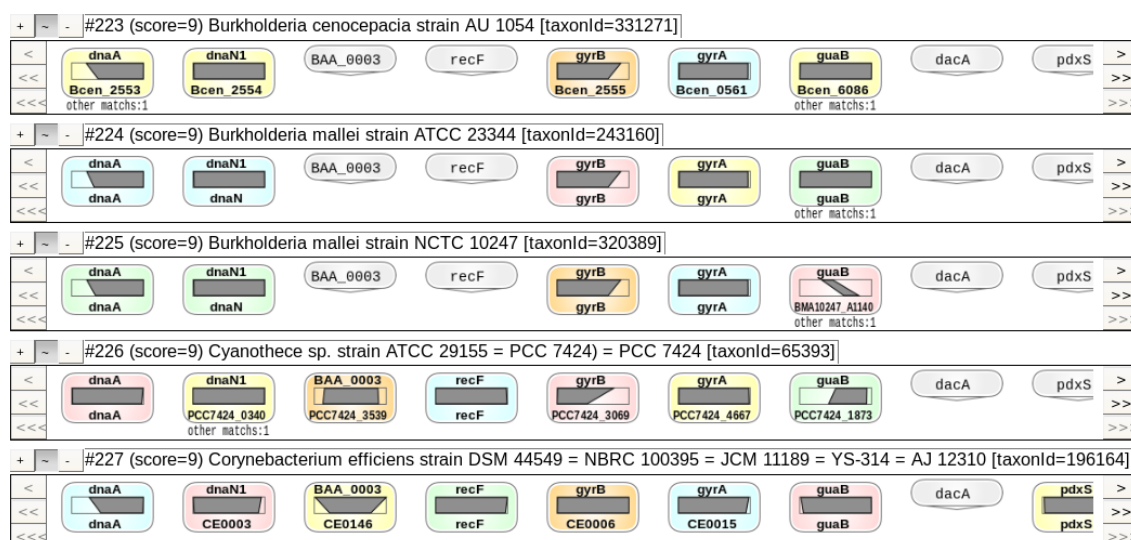 + ~ - #223 (score=9) Burkholderia cenocepacia strain AU 1054 [taxonId=331271]
< dnaA dnaN1 BAA_0003 recF gyrB gyrA guaB dacA pdxS >
<< >>
Bcen_2553 Bcen_2554 Bcen_2555 Bcen_0561 Bcen_6086
<<< other matchs:1 other matchs:1 >>>
+ ~ - #224 (score=9) Burkholderia mallei strain ATCC 23344 [taxonId=243160]
< dnaA dnaN1 BAA_0003 recF gyrB gyrA guaB dacA pdxS >
<< >>
dnaA dnaN gyrB gyrA guaB
<<< other matchs:1 >>>
+ ~ - #225 (score=9) Burkholderia mallei strain NCTC 10247 [taxonId=320389]
< dnaA dnaN1 BAA_0003 recF gyrB gyrA guaB dacA pdxS >
<< >>
dnaA dnaN gyrB gyrA BMA10247_A1140
<<< other matchs:1 >>>
+ ~ - #226 (score=9) Cyanothece sp. strain ATCC 29155 = PCC 7424) = PCC 7424 [taxonId=65393]
< dnaA dnaN1 BAA_0003 recF gyrB gyrA guaB dacA pdxS >
<< >>
dnaA PCC7424_0340 PCC7424_3539 recF PCC7424_3069 PCC7424_4667 PCC7424_1873
<<< other matchs:1 >>>
+ ~ - #227 (score=9) Corynebacterium efficiens strain DSM 44549 = NBRC 100395 = JCM 11189 = YS-314 = AJ 12310 [taxonId=196164]
< dnaA dnaN1 BAA_0003 recF gyrB gyrA guaB dacA pdxS >
<< >>
dnaA CE0003 CE0146 recF CE0006 CE0015 guaB pdxS
<<< >>>